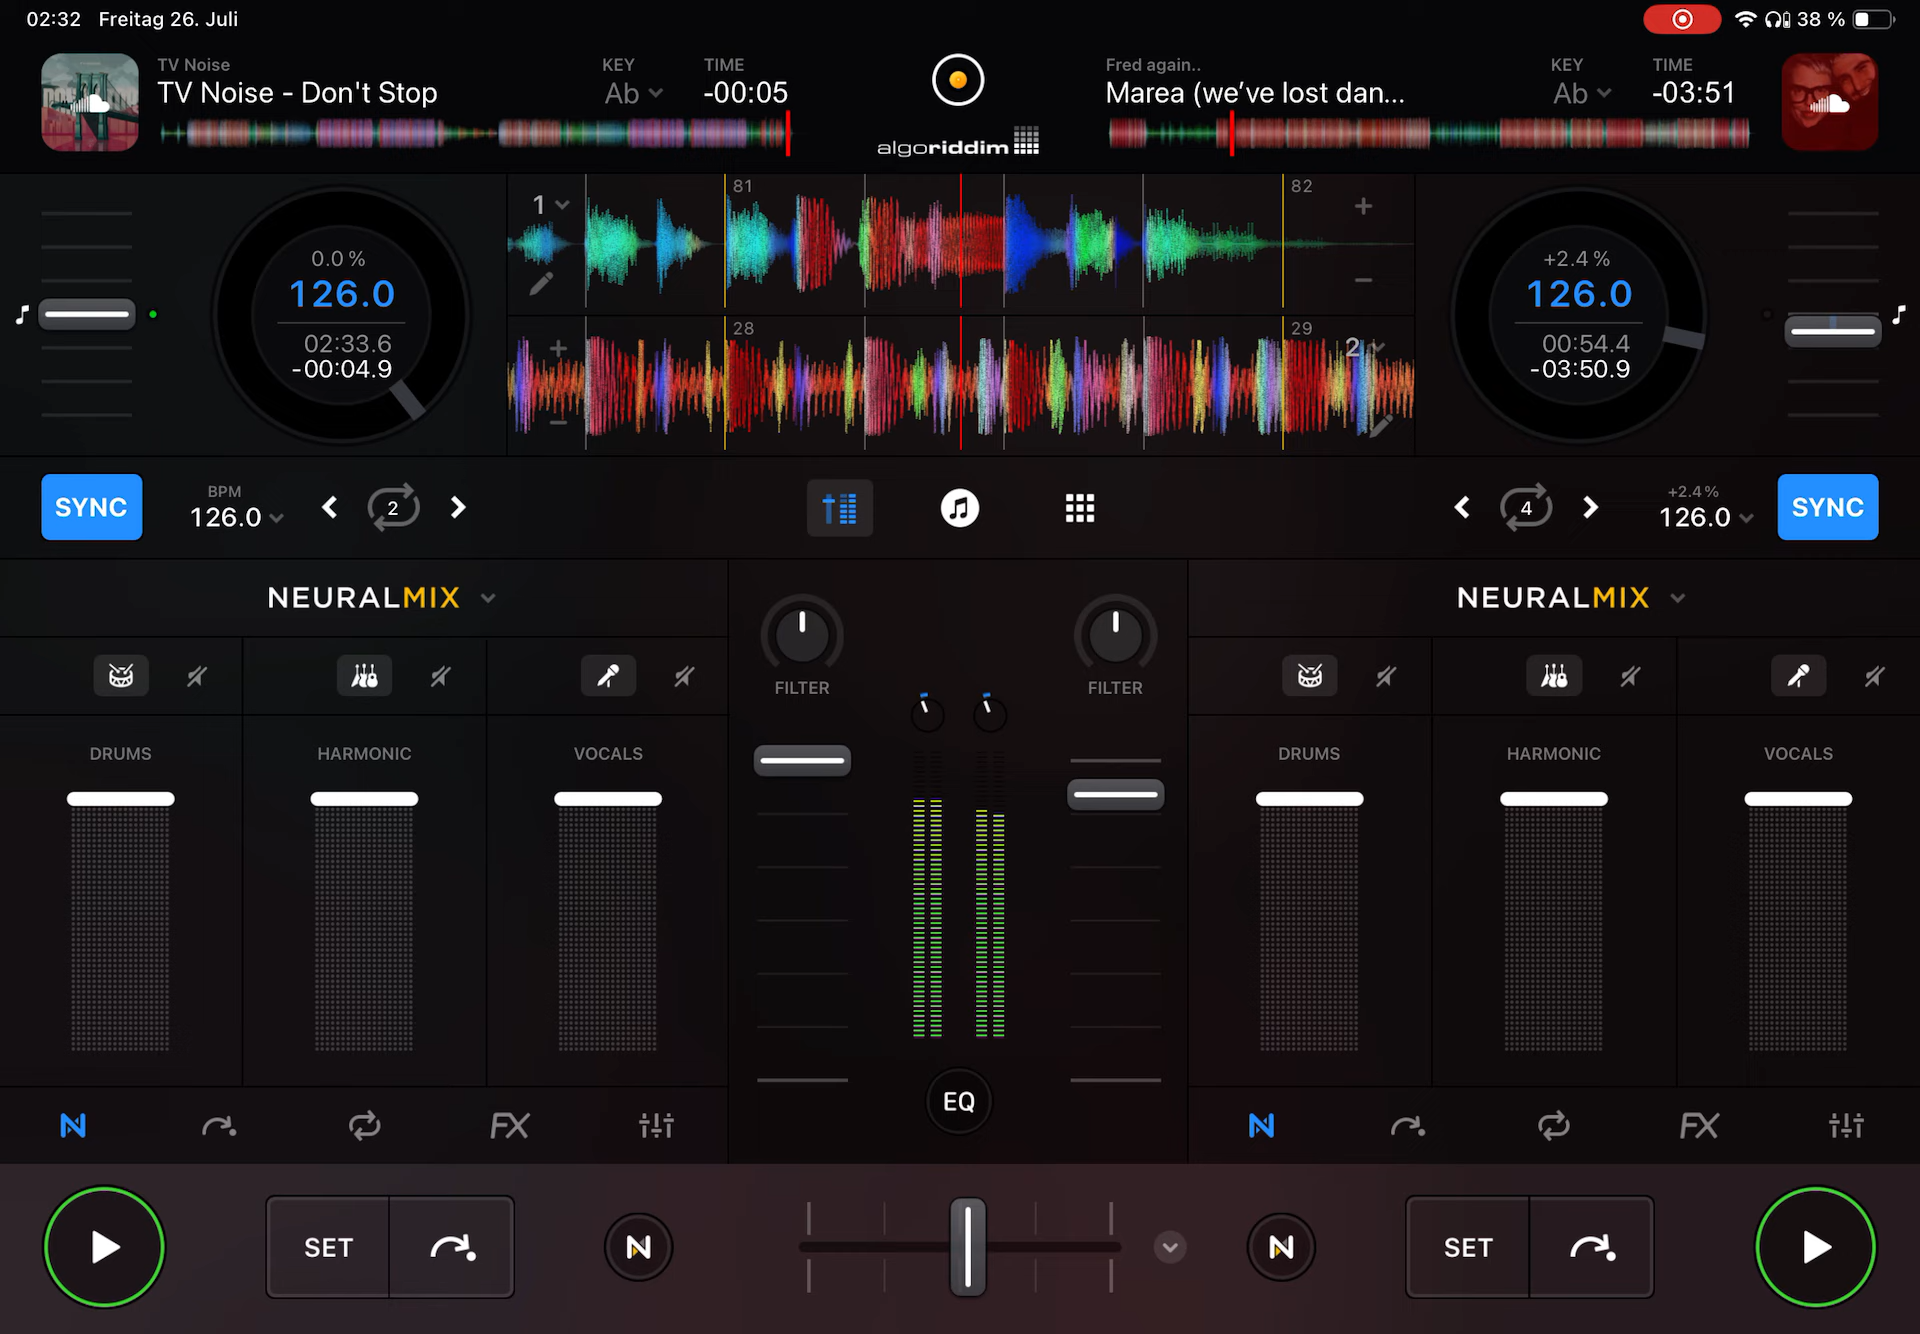 02:32 Freitag 26. Juli
38 %
TV Noise
TV Noise - Don't Stop
KEY
Ab
TIME
-00:05
algoriddim
Fred again..
Marea (we've lost dan...
KEY
Ab
TIME
-03:51
0.0 %
126.0
02:33.6
-00:04.9
1
81
82
28
29
2
+2.4 %
126.0
00:54.4
-03:50.9
SYNC
BPM
126.0
2
4
+2.4 %
126.0
SYNC
NEURALMIX
NEURALMIX
DRUMS
HARMONIC
VOCALS
FILTER
FILTER
DRUMS
HARMONIC
VOCALS
EQ
FX
FX
SET
SET